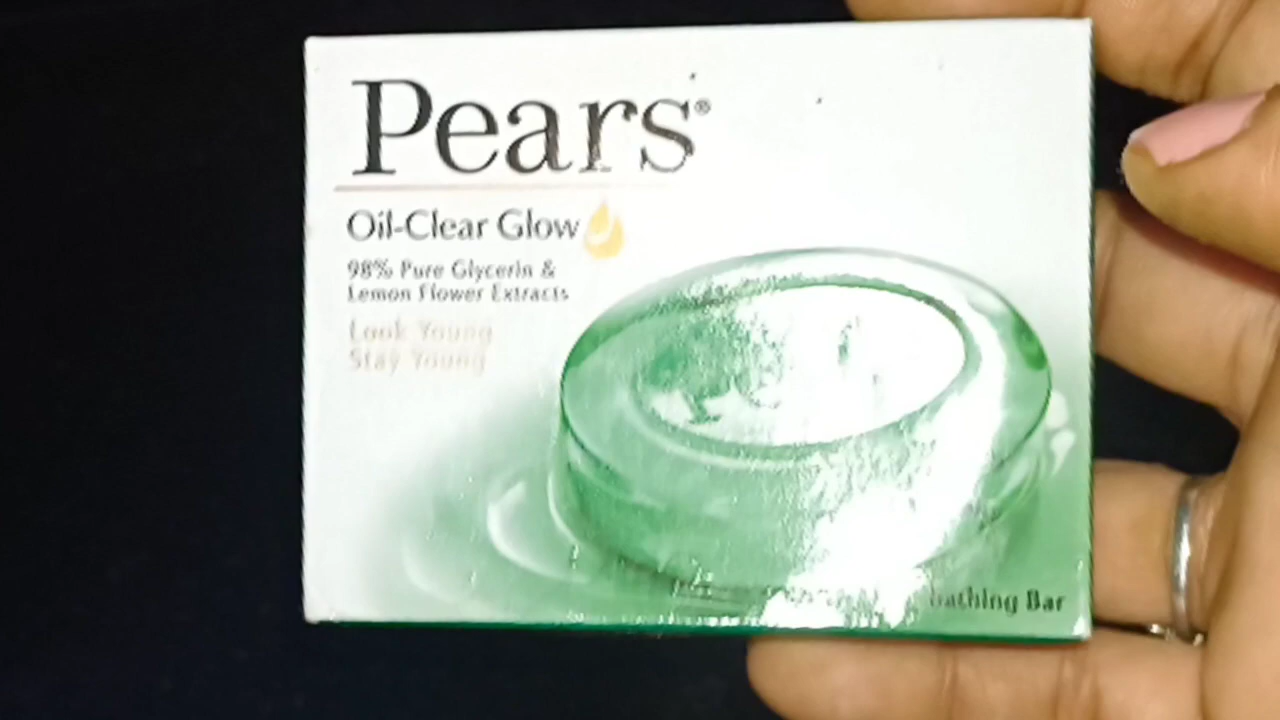 Pears®
Oil-Clear Glow
98% Pure Glycerin &
Lemon Flower Extracts
Look Young
Stay Young
Bathing Bar